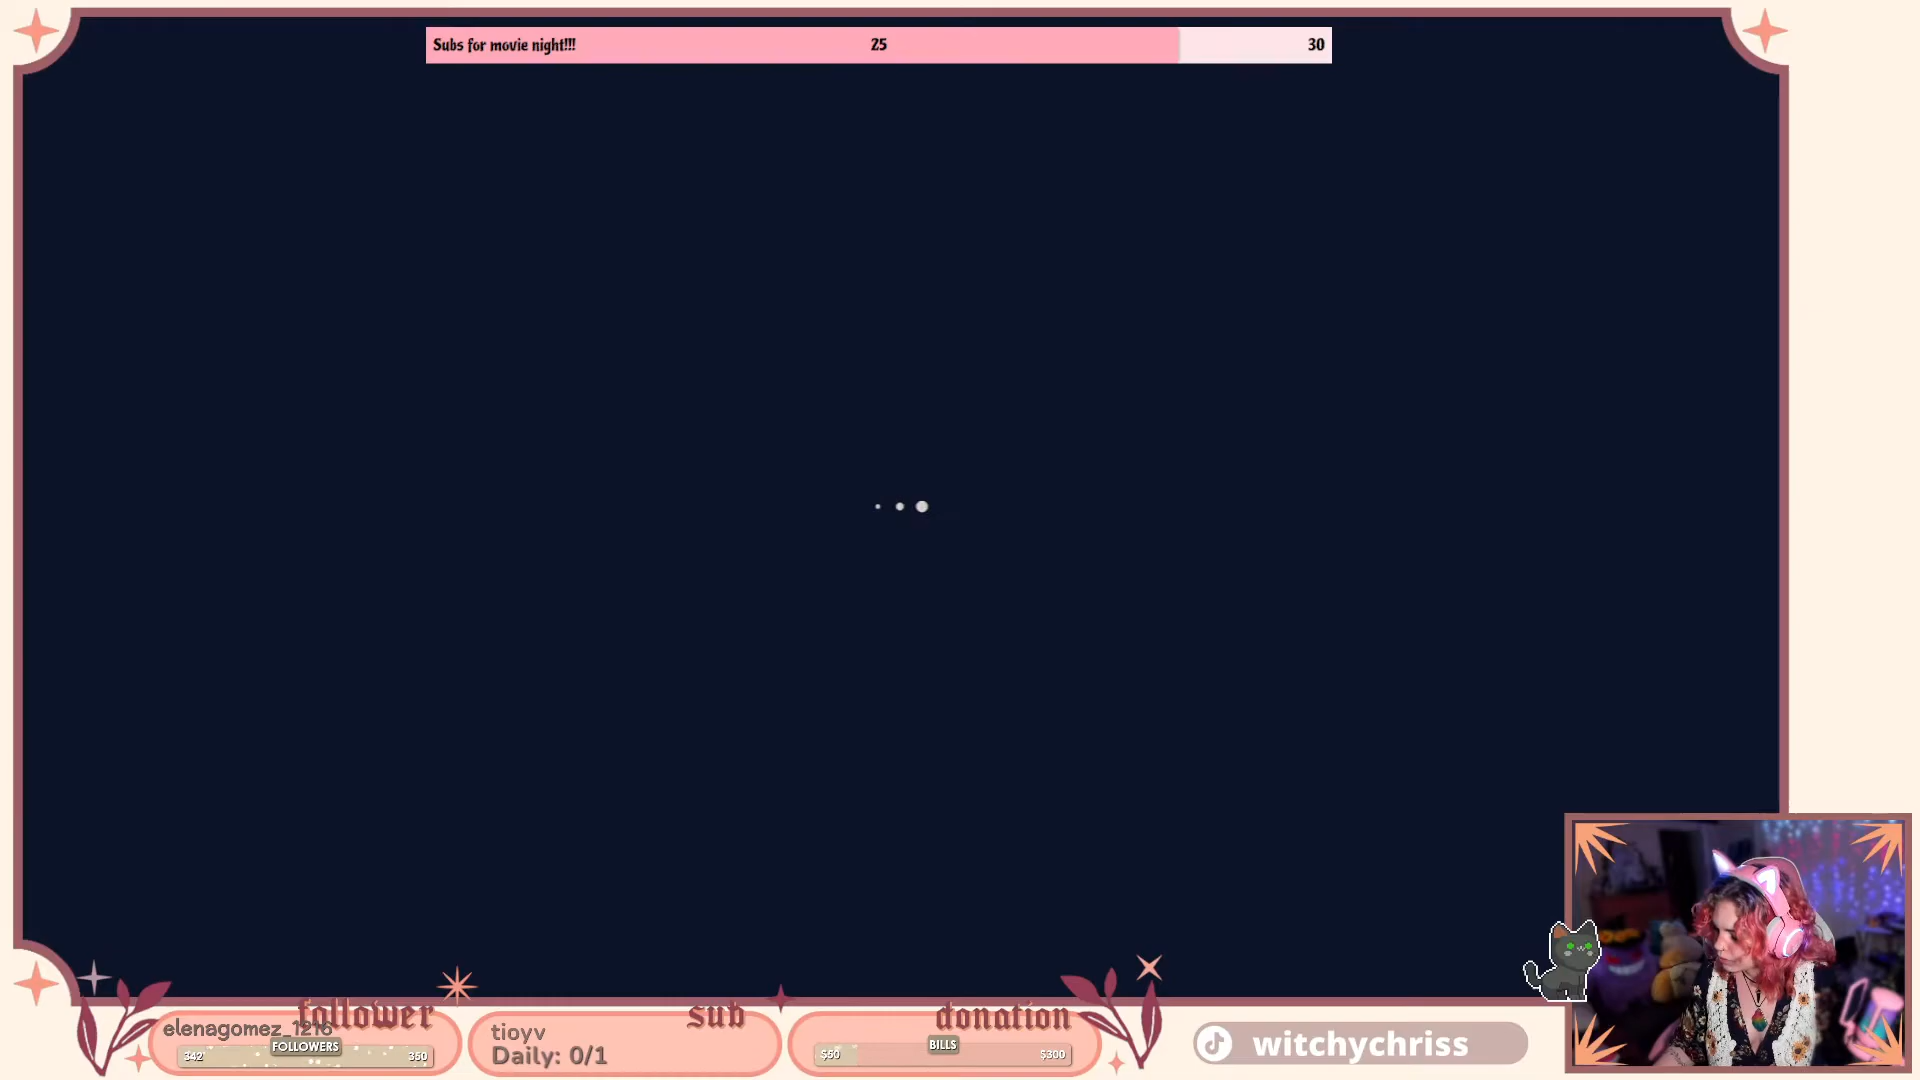 Subs for movie night!!! 25 30
follower
elenagomez_1216
FOLLOWERS
342 350
sub
tioyv
Daily: 0/1
donation
BILLS
$50 $300
witchychriss